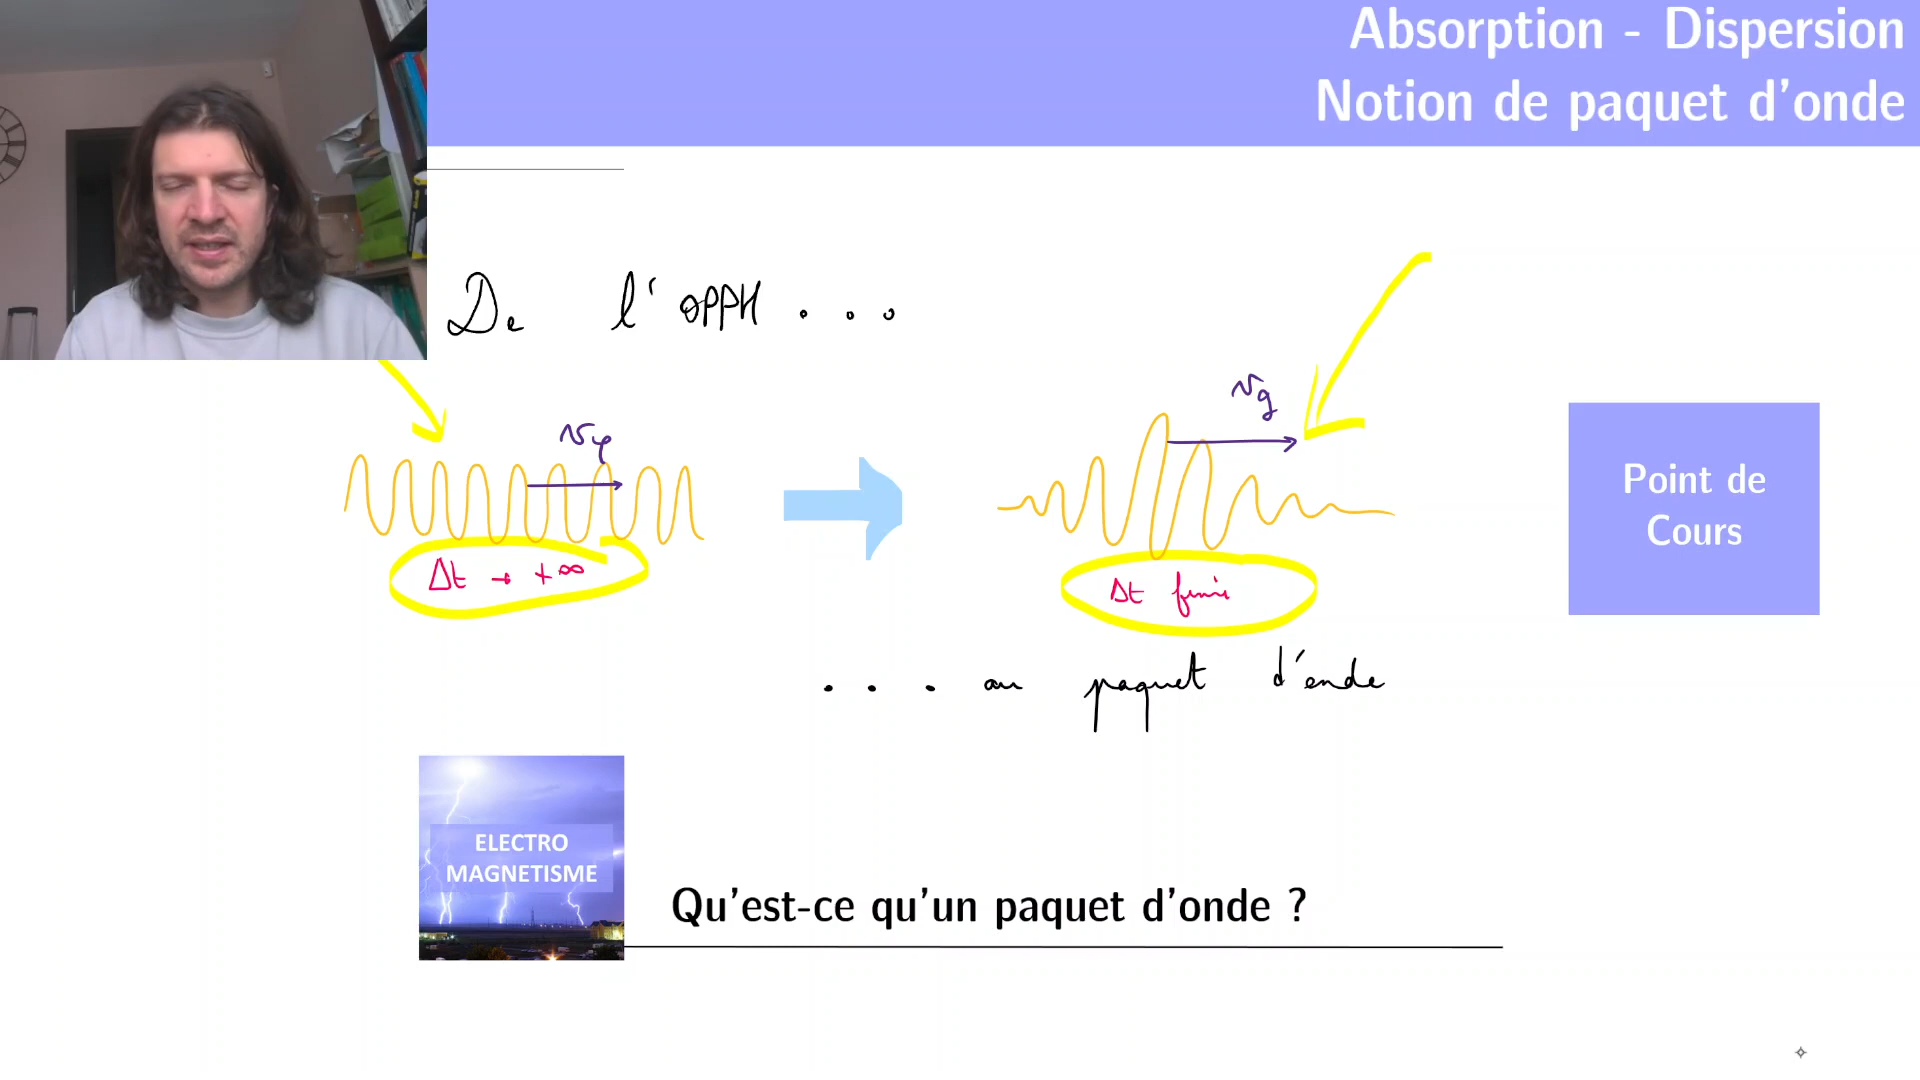 Absorption - Dispersion
Notion de paquet d'onde
De l'OPPH . . .
vφ
vg
Δt → +∞
Δt fini
Point de
Cours
. . . au paquet d'onde
ELECTRO
MAGNETISME
Qu'est-ce qu'un paquet d'onde ?